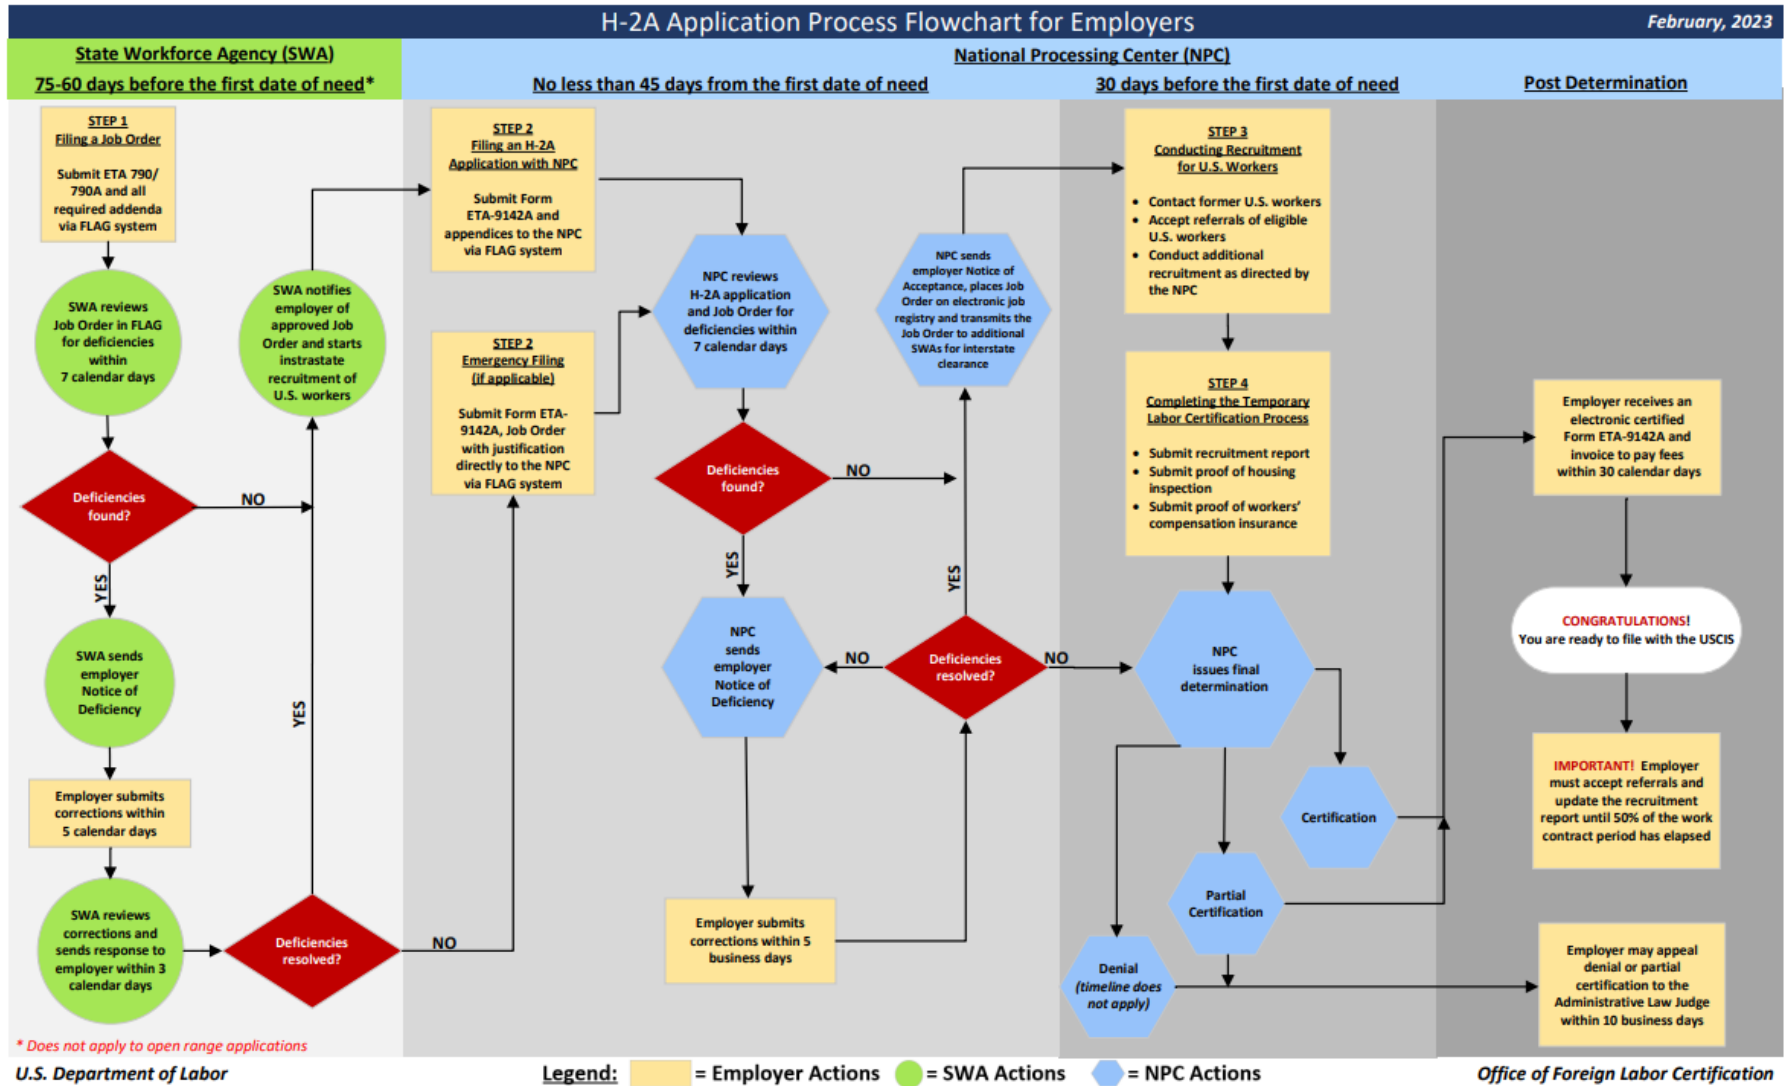 H-2A Application Process Flowchart for Employers
February, 2023
State Workforce Agency (SWA)
75-60 days before the first date of need*
National Processing Center (NPC)
No less than 45 days from the first date of need
30 days before the first date of need
Post Determination
STEP 1
Filing a Job Order
Submit ETA 790/
790A and all
required addenda
via FLAG system
SWA reviews
Job Order in FLAG
for deficiencies
within
7 calendar days
Deficiencies
found?
NO
YES
SWA sends
employer
Notice of
Deficiency
Employer submits
corrections within
5 calendar days
SWA reviews
corrections and
sends response to
employer within 3
calendar days
Deficiencies
resolved?
YES
NO
SWA notifies
employer of
approved Job
Order and starts
instrastate
recruitment of
U.S. workers
STEP 2
Filing an H-2A
Application with NPC
Submit Form
ETA-9142A and
appendices to the NPC
via FLAG system
STEP 2
Emergency Filing
(if applicable)
Submit Form ETA-
9142A, Job Order
with justification
directly to the NPC
via FLAG system
NPC reviews
H-2A application
and Job Order for
deficiencies within
7 calendar days
Deficiencies
found?
NO
YES
NPC
sends
employer
Notice of
Deficiency
Employer submits
corrections within 5
business days
Deficiencies
resolved?
NO
NO
YES
NPC sends
employer Notice of
Acceptance, places Job
Order on electronic job
registry and transmits the
Job Order to additional
SWAs for interstate
clearance
STEP 3
Conducting Recruitment
for U.S. Workers
• Contact former U.S. workers
• Accept referrals of eligible
U.S. workers
• Conduct additional
recruitment as directed by
the NPC
STEP 4
Completing the Temporary
Labor Certification Process
• Submit recruitment report
• Submit proof of housing
inspection
• Submit proof of workers'
compensation insurance
NPC
issues final
determination
Certification
Partial
Certification
Denial
(timeline does
not apply)
Employer receives an
electronic certified
Form ETA-9142A and
invoice to pay fees
within 30 calendar days
CONGRATULATIONS!
You are ready to file with the USCIS
IMPORTANT! Employer
must accept referrals and
update the recruitment
report until 50% of the work
contract period has elapsed
Employer may appeal
denial or partial
certification to the
Administrative Law Judge
within 10 business days
* Does not apply to open range applications
U.S. Department of Labor
Legend:
= Employer Actions
= SWA Actions
= NPC Actions
Office of Foreign Labor Certification